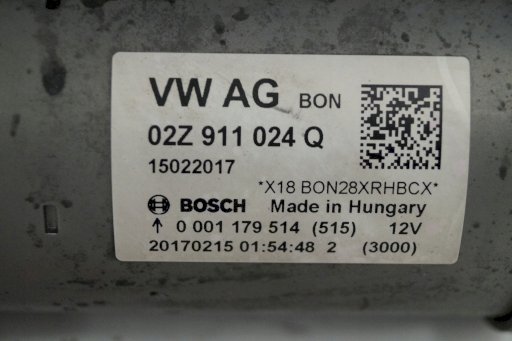 VW AG BON
02Z 911 024 Q
15022017
*X18 BON28XRHBCX*
BOSCH Made in Hungary
↑ 0 001 179 514 (515) 12V
20170215 01:54:48 2 (3000)